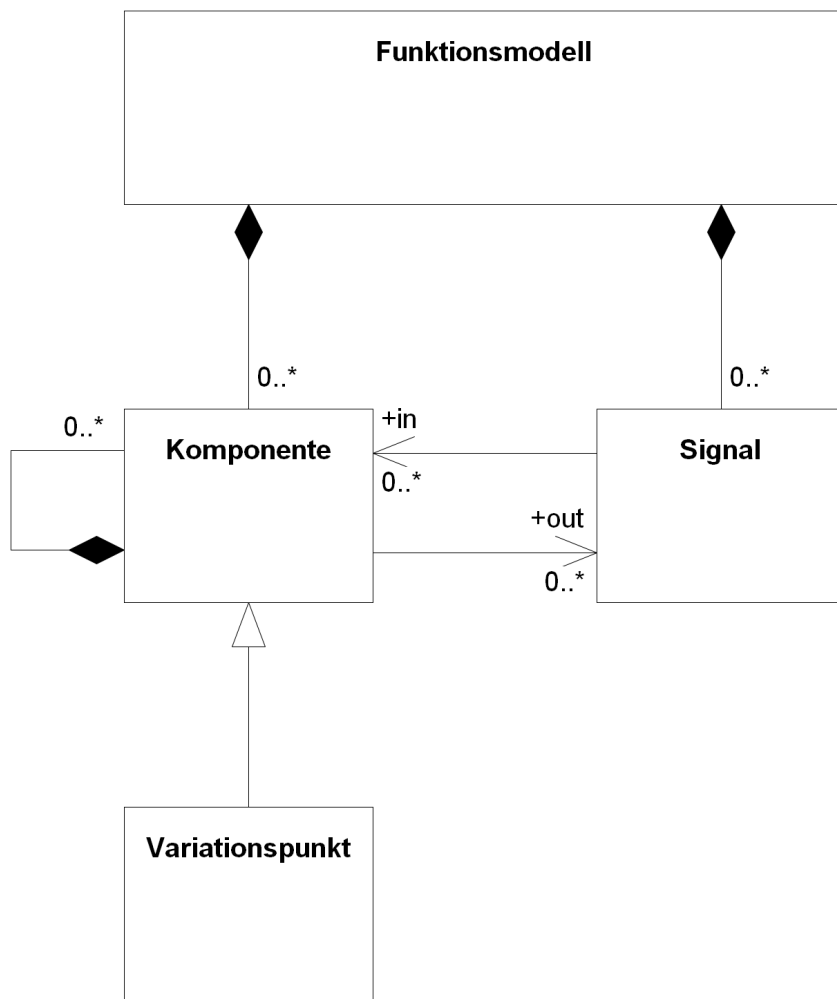 Funktionsmodell
0..*
0..*
0..*
Komponente
+in
0..*
Signal
+out
0..*
Variationspunkt